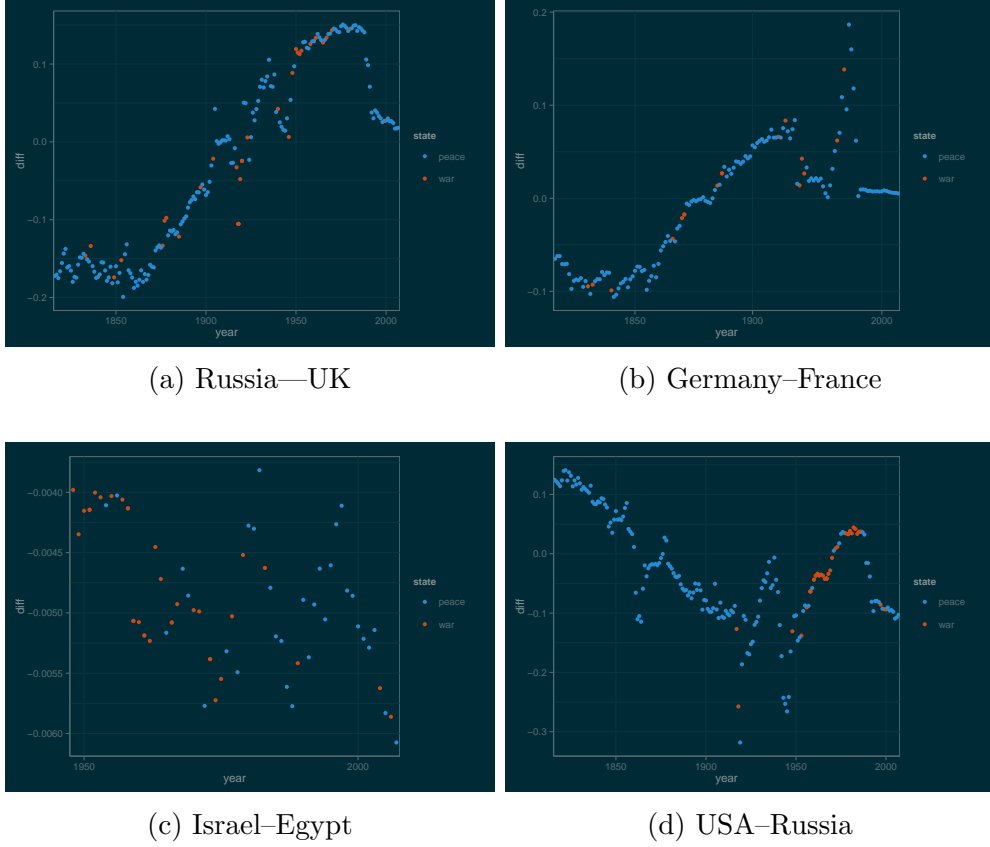 0.1
0.0
−0.1
−0.2
diff
1850
1900
1950
2000
year
state
peace
war
(a) Russia—UK
0.2
0.1
0.0
−0.1
diff
1850
1900
1950
2000
year
state
peace
war
(b) Germany–France
−0.0040
−0.0045
−0.0050
−0.0055
−0.0060
diff
1950
2000
year
state
peace
war
(c) Israel–Egypt
0.1
0.0
−0.1
−0.2
−0.3
diff
1850
1900
1950
2000
year
state
peace
war
(d) USA–Russia